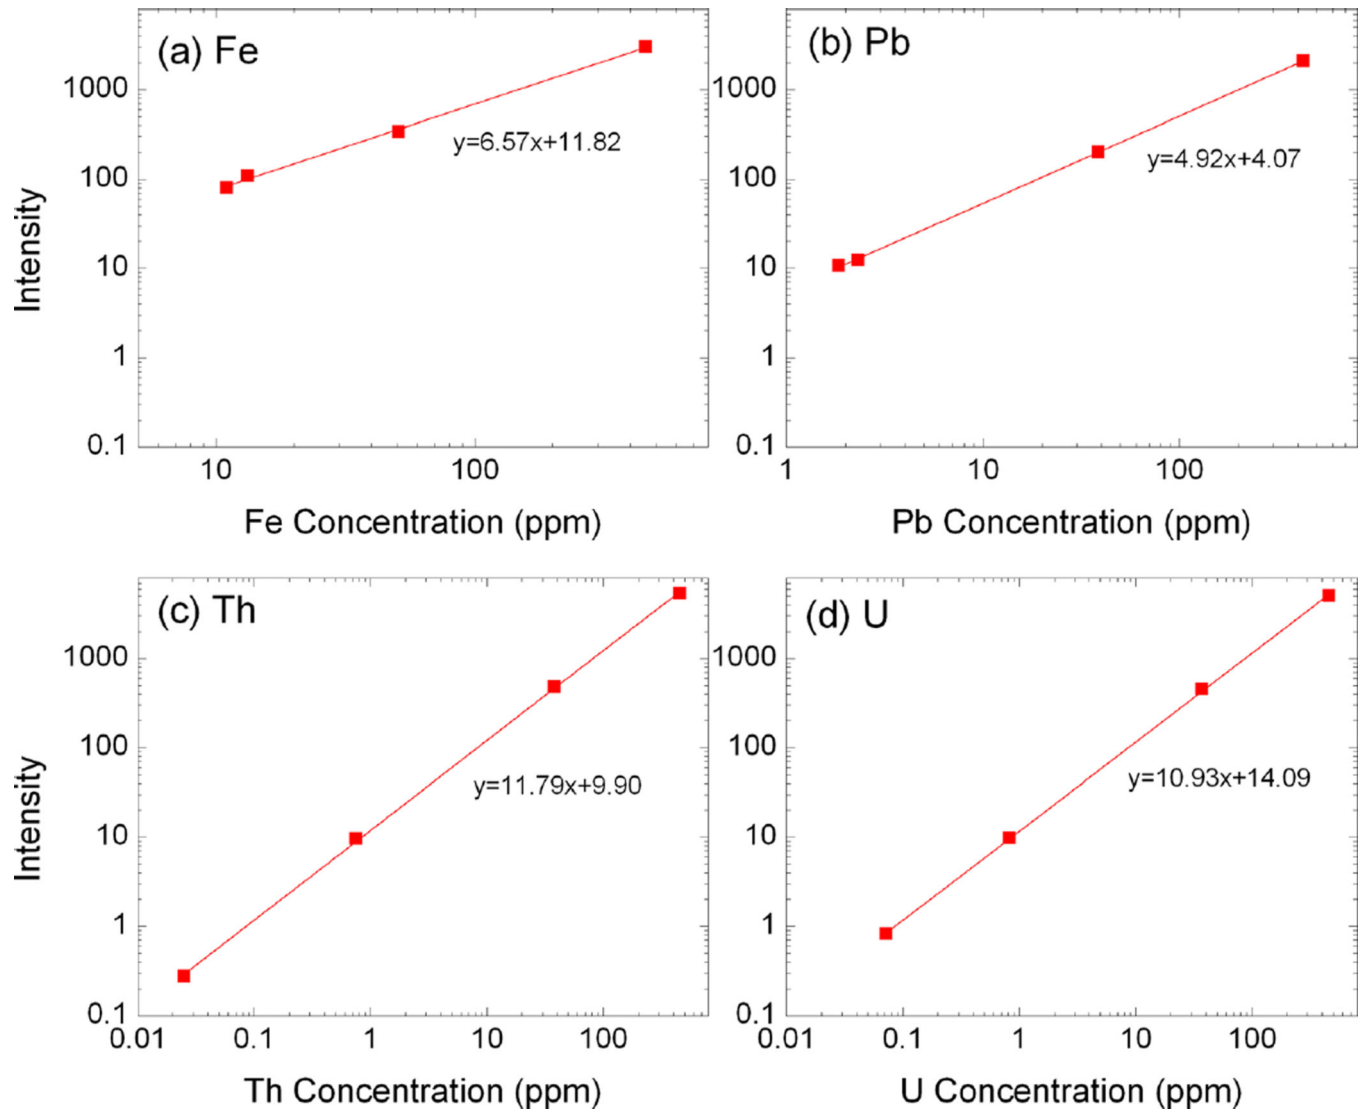 (a) Fe
1000
100
10
1
0.1
Intensity
y=6.57x+11.82
10
100
Fe Concentration (ppm)
(b) Pb
1000
100
10
1
0.1
y=4.92x+4.07
1
10
100
Pb Concentration (ppm)
(c) Th
1000
100
10
1
0.1
Intensity
y=11.79x+9.90
0.01
0.1
1
10
100
Th Concentration (ppm)
(d) U
1000
100
10
1
0.1
y=10.93x+14.09
0.01
0.1
1
10
100
U Concentration (ppm)